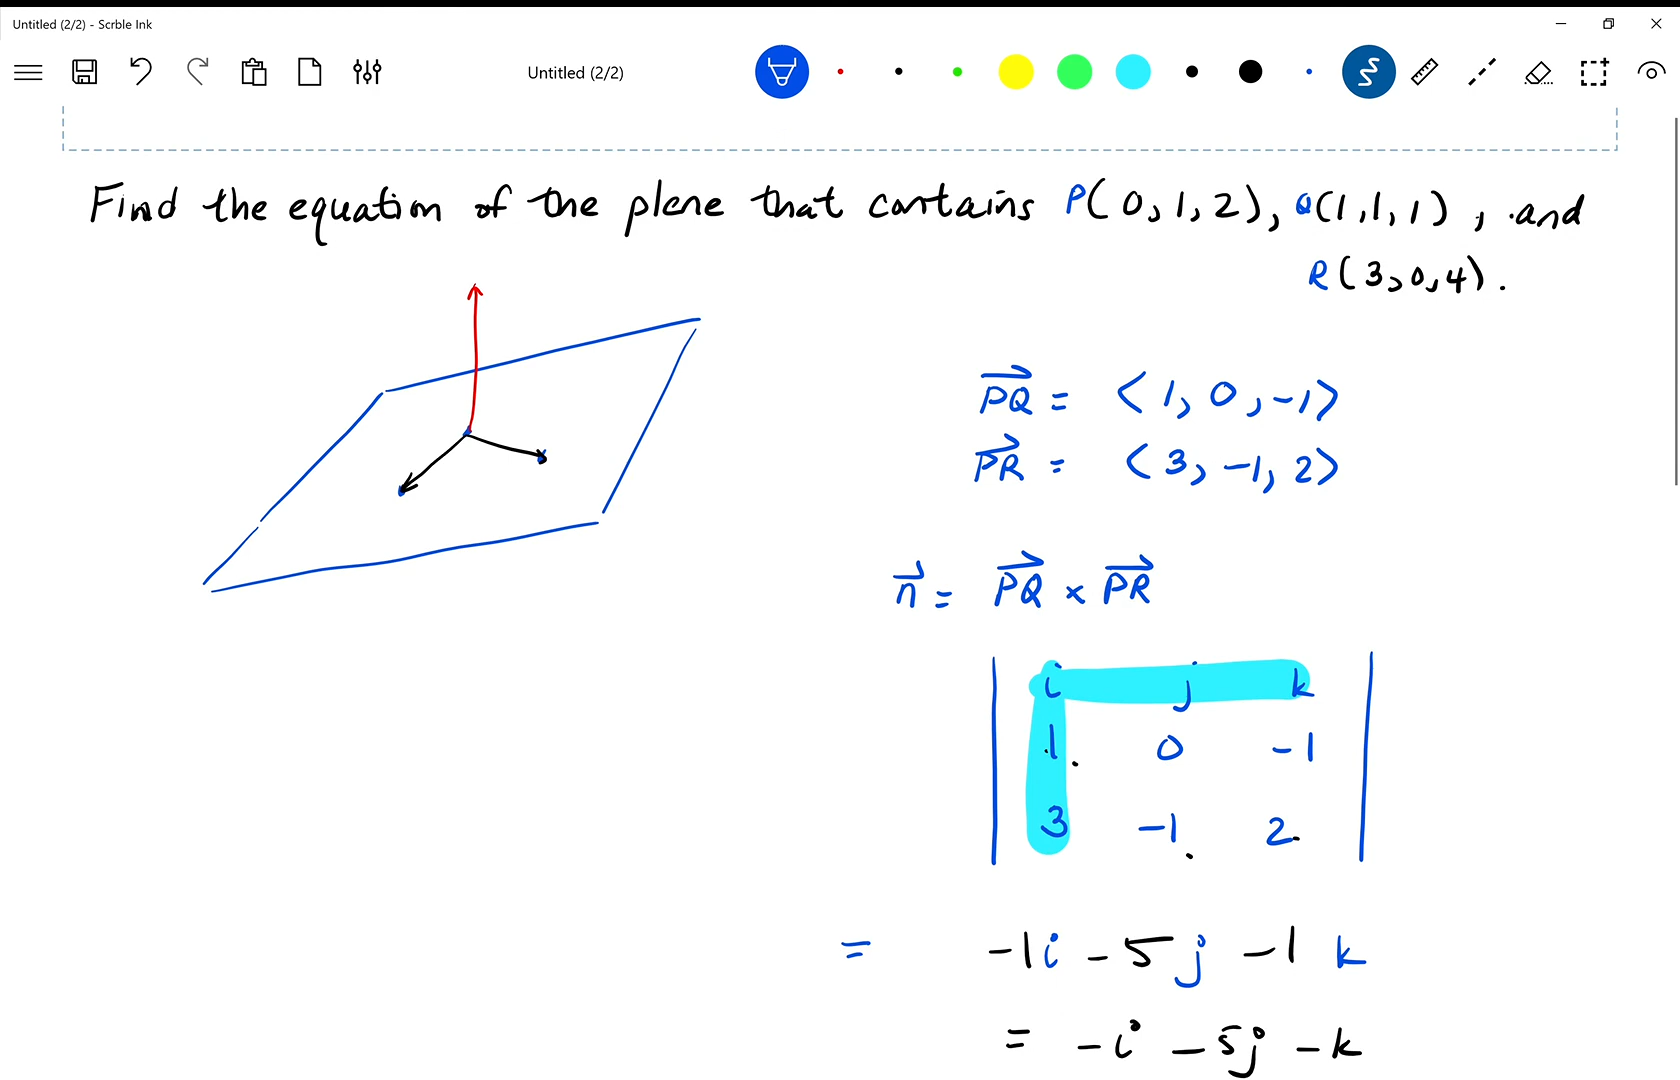 Untitled (2/2) - Scrble Ink
Untitled (2/2)
Find the equation of the plane that contains P(0,1,2), Q(1,1,1), and
R(3,0,4).
PQ = ⟨1, 0, -1⟩
PR = ⟨3, -1, 2⟩
n = PQ × PR
i j k
1 0 -1
3 -1 2
= -1i - 5j - 1k
= -i - 5j - k